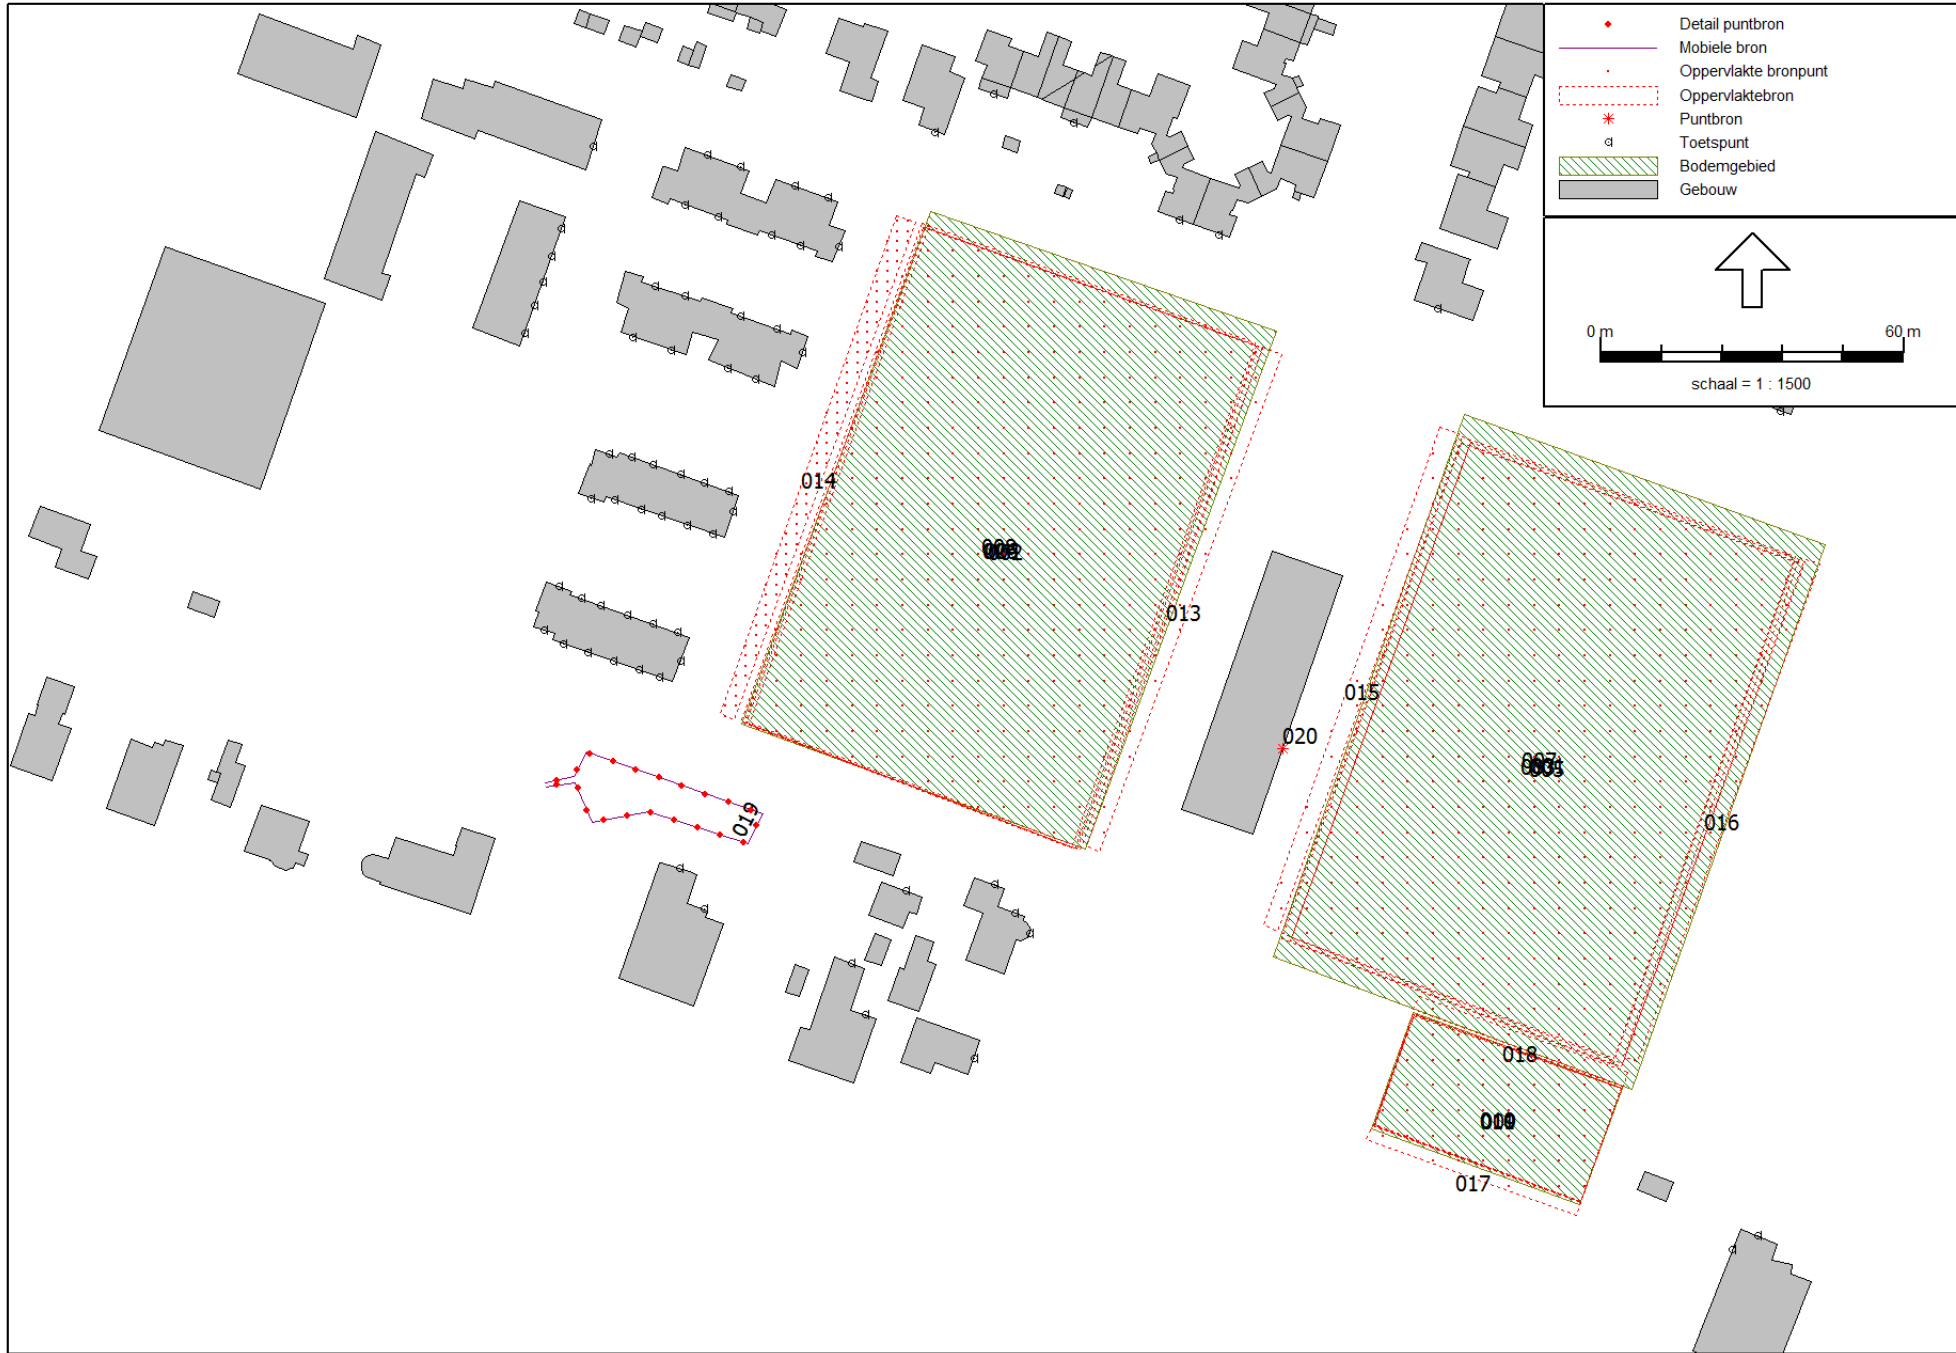 Detail puntbron
Mobiele bron
Oppervlakte bronpunt
Oppervlaktebron
Puntbron
Toetspunt
Bodemgebied
Gebouw
0 m
60 m
schaal = 1 : 1500
014
013
015
020
016
019
018
017